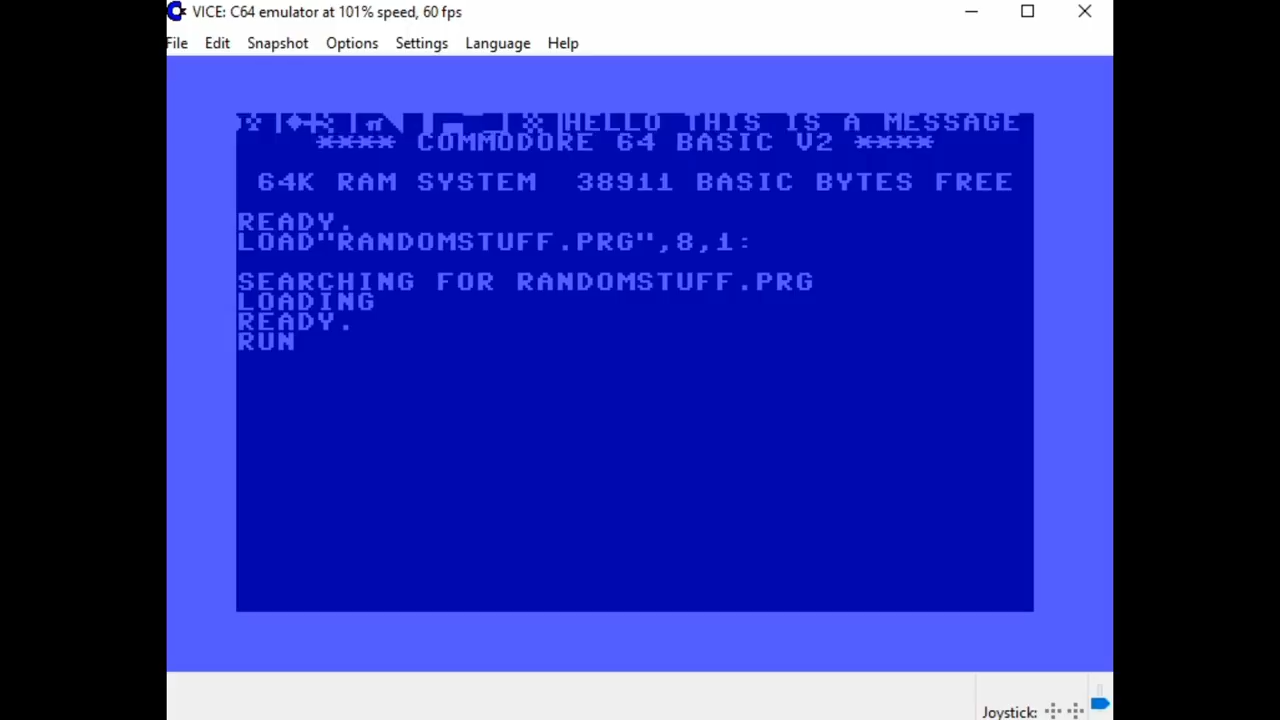 VICE: C64 emulator at 101% speed, 60 fps
File Edit Snapshot Options Settings Language Help
HELLO THIS IS A MESSAGE
**** COMMODORE 64 BASIC V2 ****
64K RAM SYSTEM 38911 BASIC BYTES FREE
READY.
LOAD"RANDOMSTUFF.PRG",8,1:
SEARCHING FOR RANDOMSTUFF.PRG
LOADING
READY.
RUN
Joystick: